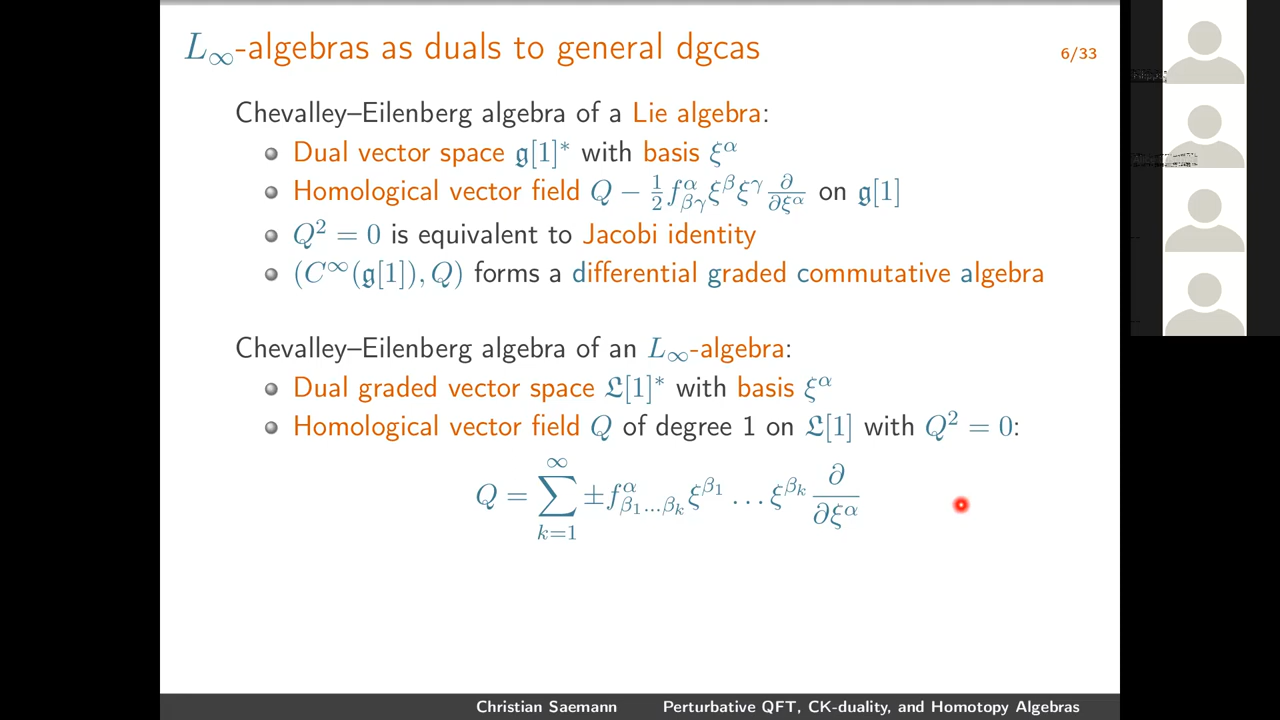 L∞-algebras as duals to general dgcas
6/33
Chevalley–Eilenberg algebra of a Lie algebra:
Dual vector space 𝔤[1]* with basis ξ^α
Homological vector field Q − ½ f^α_{βγ} ξ^β ξ^γ ∂/∂ξ^α on 𝔤[1]
Q² = 0 is equivalent to Jacobi identity
(C^∞(𝔤[1]), Q) forms a differential graded commutative algebra
Chevalley–Eilenberg algebra of an L∞-algebra:
Dual graded vector space 𝔏[1]* with basis ξ^α
Homological vector field Q of degree 1 on 𝔏[1] with Q² = 0:
Q = ∑_{k=1}^{∞} ± f^α_{β₁…β_k} ξ^{β₁} … ξ^{β_k} ∂/∂ξ^α
Christian Saemann Perturbative QFT, CK-duality, and Homotopy Algebras